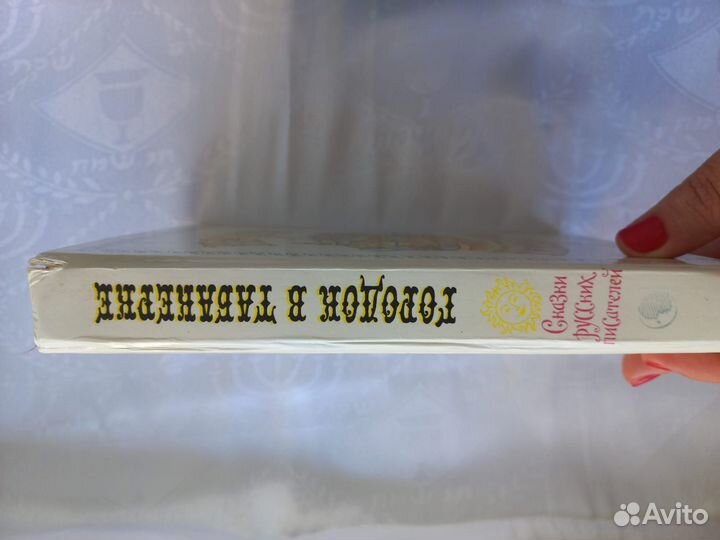 ГОРОДОК В ТАБАКЕРКЕ
Сказки
русских
писателей
Avito